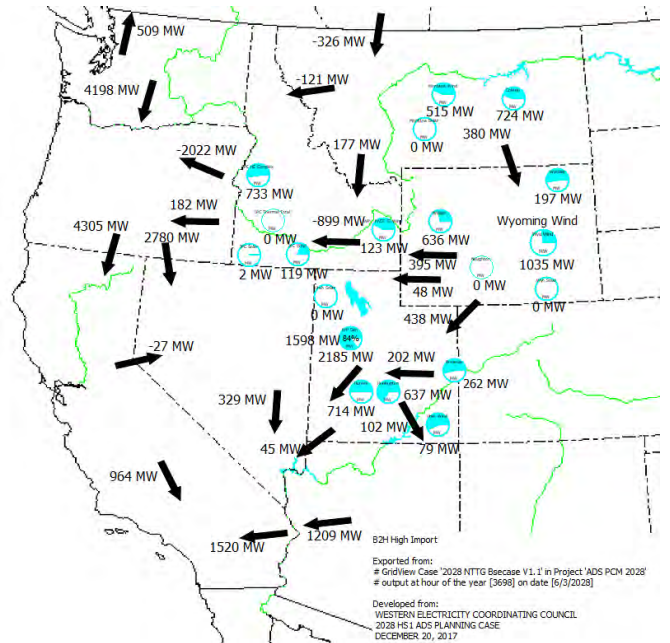 509 MW
-326 MW
4198 MW
-121 MW
515 MW
724 MW
0 MW
380 MW
-2022 MW
177 MW
733 MW
197 MW
182 MW
-899 MW
Wyoming Wind
4305 MW
2780 MW
0 MW
123 MW
636 MW
1035 MW
2 MW
119 MW
395 MW
0 MW
48 MW
0 MW
0 MW
438 MW
1598 MW
84%
-27 MW
2185 MW
202 MW
262 MW
329 MW
714 MW
637 MW
102 MW
45 MW
79 MW
964 MW
1520 MW
1209 MW
B2H High Import
Exported from:
# GridView Case '2028 NTTG Bsecase V1.1' in Project 'ADS PCM 2028'
# output at hour of the year [3698] on date [6/3/2028]
Developed from:
WESTERN ELECTRICITY COORDINATING COUNCIL
2028 HS1 ADS PLANNING CASE
DECEMBER 20, 2017